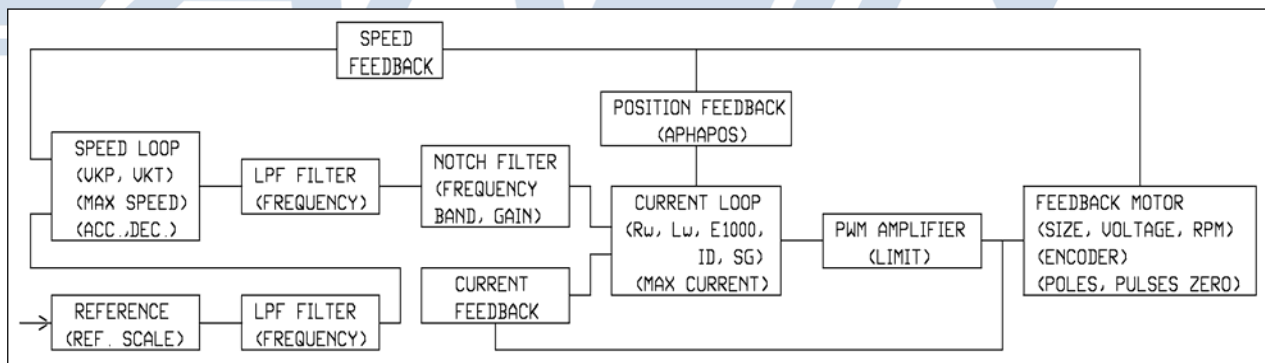 SPEED
FEEDBACK
POSITION FEEDBACK
(APHAPOS)
SPEED LOOP
(VKP, VKT)
(MAX SPEED)
(ACC.,DEC.)
LPF FILTER
(FREQUENCY)
NOTCH FILTER
(FREQUENCY
BAND, GAIN)
CURRENT LOOP
(Rw, Lw, E1000,
ID, SG)
(MAX CURRENT)
PWM AMPLIFIER
(LIMIT)
FEEDBACK MOTOR
(SIZE, VOLTAGE, RPM)
(ENCODER)
(POLES, PULSES ZERO)
REFERENCE
(REF. SCALE)
LPF FILTER
(FREQUENCY)
CURRENT
FEEDBACK